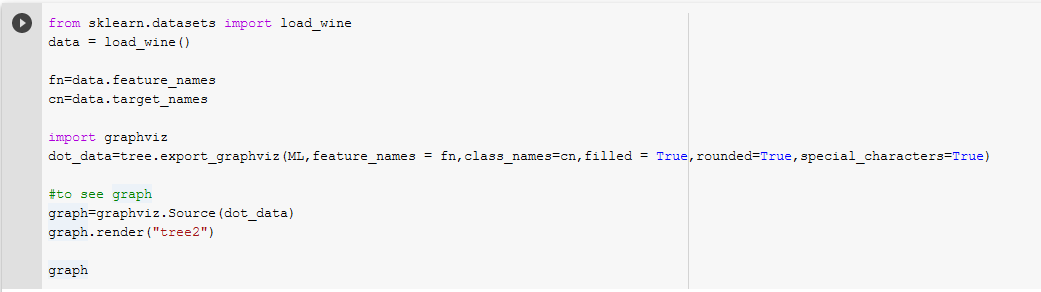 from sklearn.datasets import load_wine
data = load_wine()
fn=data.feature_names
cn=data.target_names
import graphviz
dot_data=tree.export_graphviz(ML,feature_names = fn,class_names=cn,filled = True,rounded=True,special_characters=True)
#to see graph
graph=graphviz.Source(dot_data)
graph.render("tree2")
graph